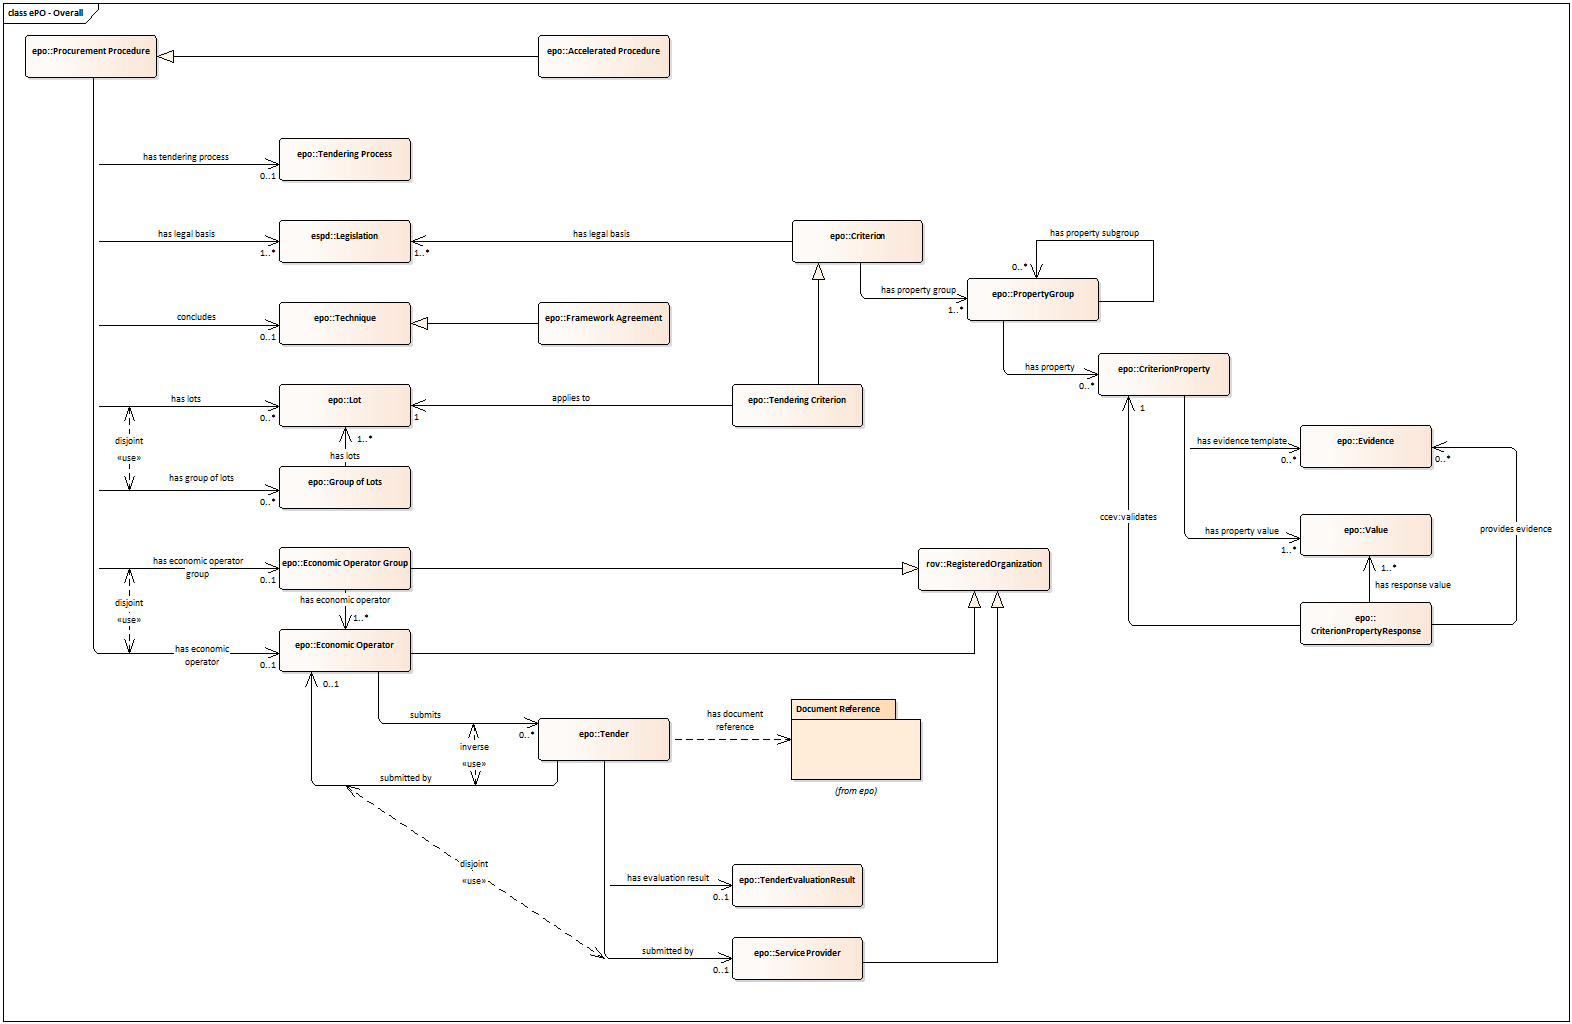 class ePO - Overall
epo::Procurement Procedure
epo::Accelerated Procedure
has tendering process
0..1
epo::Tendering Process
has legal basis
1..*
espd::Legislation
1..*
has legal basis
epo::Criterion
has property group
1..*
epo::PropertyGroup
has property subgroup
0..*
concludes
0..1
epo::Technique
epo::Framework Agreement
has property
0..*
epo::CriterionProperty
has lots
0..*
epo::Lot
1
applies to
epo::Tendering Criterion
disjoint
«use»
1..*
has lots
has group of lots
0..*
epo::Group of Lots
1
has evidence template
0..*
epo::Evidence
0..*
ccev:validates
has property value
1..*
epo::Value
provides evidence
1..*
has response value
epo::
CriterionPropertyResponse
has economic operator
group
0..1
epo::Economic Operator Group
rov::RegisteredOrganization
disjoint
«use»
has economic operator
1..*
has economic
operator
0..1
epo::Economic Operator
0..1
submits
0..*
epo::Tender
inverse
«use»
submitted by
has document
reference
Document Reference
(from epo)
disjoint
«use»
has evaluation result
0..1
epo::TenderEvaluationResult
submitted by
0..1
epo::ServiceProvider